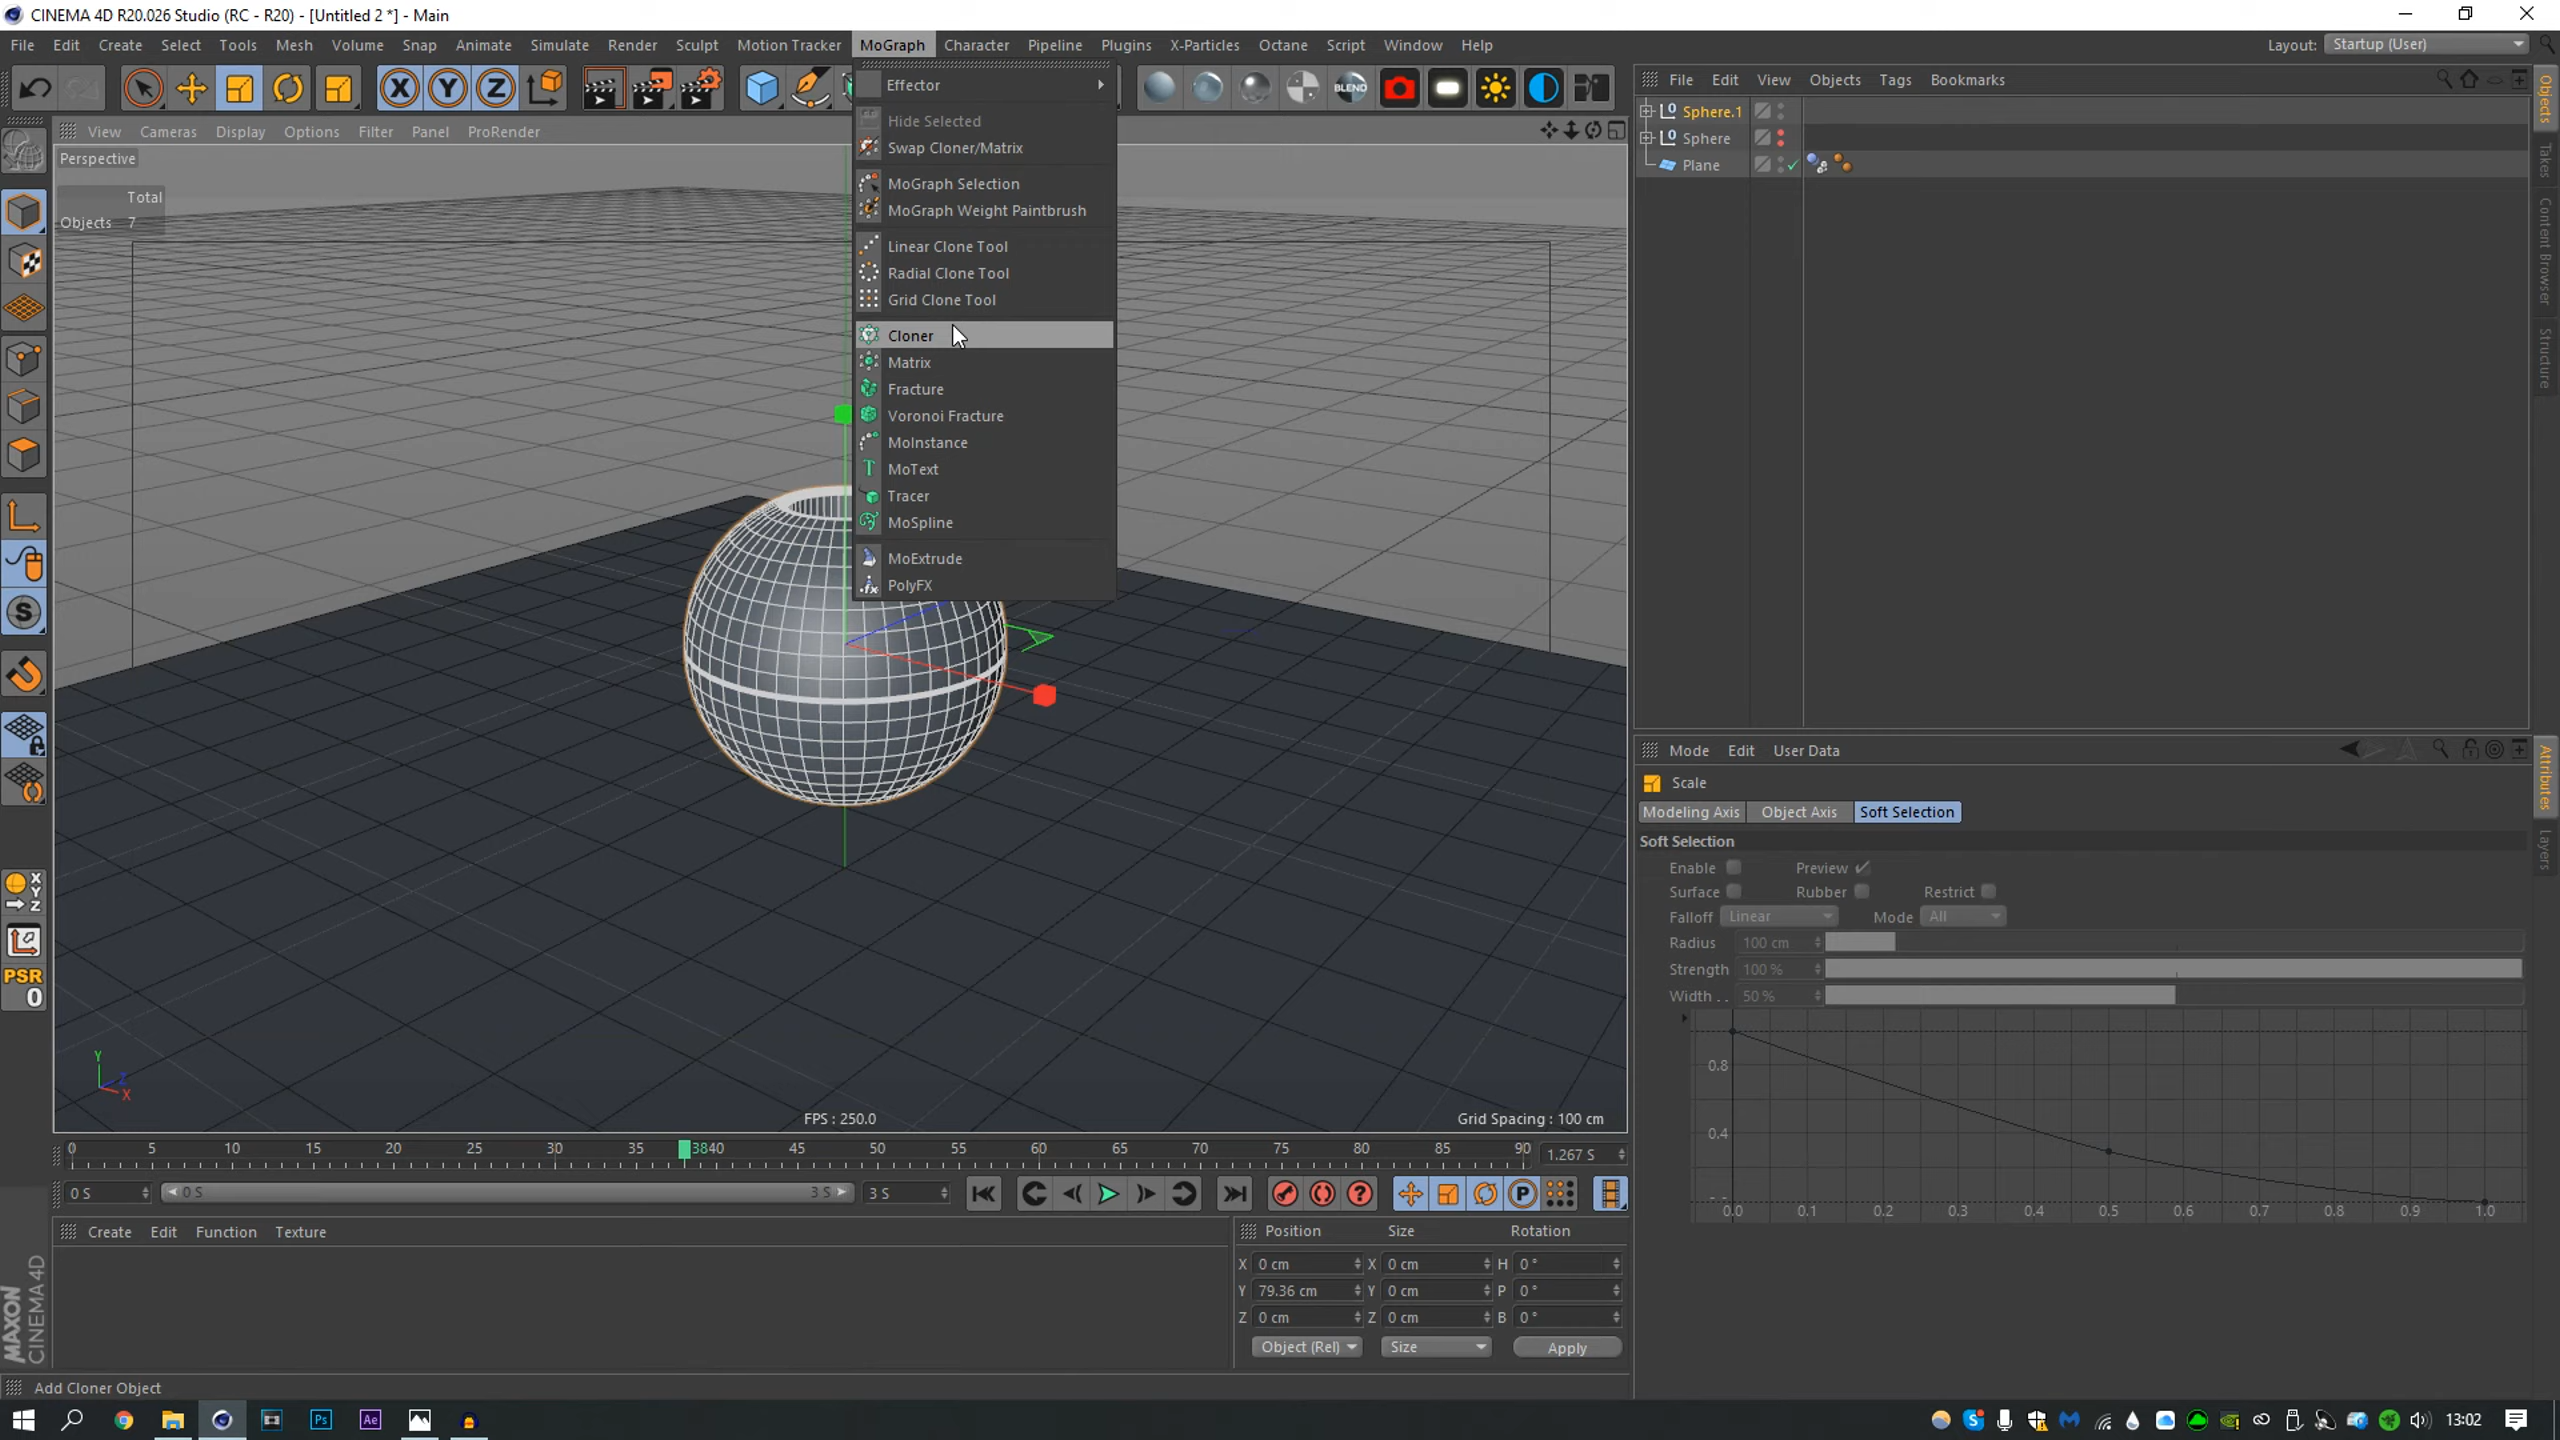 CINEMA 4D R20.026 Studio (RC - R20) - [Untitled 2 *] - Main
File Edit Create Select Tools Mesh Volume Snap Animate Simulate Render Sculpt Motion Tracker MoGraph Character Pipeline Plugins X-Particles Octane Script Window Help
Layout: Startup (User)
X Y Z
BLEND
Effector
Hide Selected
Swap Cloner/Matrix
MoGraph Selection
MoGraph Weight Paintbrush
Linear Clone Tool
Radial Clone Tool
Grid Clone Tool
Cloner
Matrix
Fracture
Voronoi Fracture
MoInstance
MoText
Tracer
MoSpline
MoExtrude
PolyFX
View Cameras Display Options Filter Panel ProRender
Perspective
Total
Objects 7
Y
Z
X
FPS : 250.0
Grid Spacing : 100 cm
S
X
Y
Z
PSR
0
File Edit View Objects Tags Bookmarks
Sphere.1
Sphere
Plane
Objects
Takes
Content Browser
Structure
Mode Edit User Data
Scale
Modeling Axis Object Axis Soft Selection
Soft Selection
Enable Preview
Surface Rubber Restrict
Falloff Linear Mode All
Radius 100 cm
Strength 100 %
Width . . 50 %
0.8
0.4
0.0 0.1 0.2 0.3 0.4 0.5 0.6 0.7 0.8 0.9 1.0
Attributes
Layers
0 5 10 15 20 25 30 35 3840 45 50 55 60 65 70 75 80 85 90
1.267 S
0 S
0 S
3 S
3 S
P
Create Edit Function Texture
Position Size Rotation
X 0 cm X 0 cm H 0 °
Y 79.36 cm Y 0 cm P 0 °
Z 0 cm Z 0 cm B 0 °
Object (Rel) Size Apply
MAXON
CINEMA 4D
Add Cloner Object
Ps
Ae
13:02